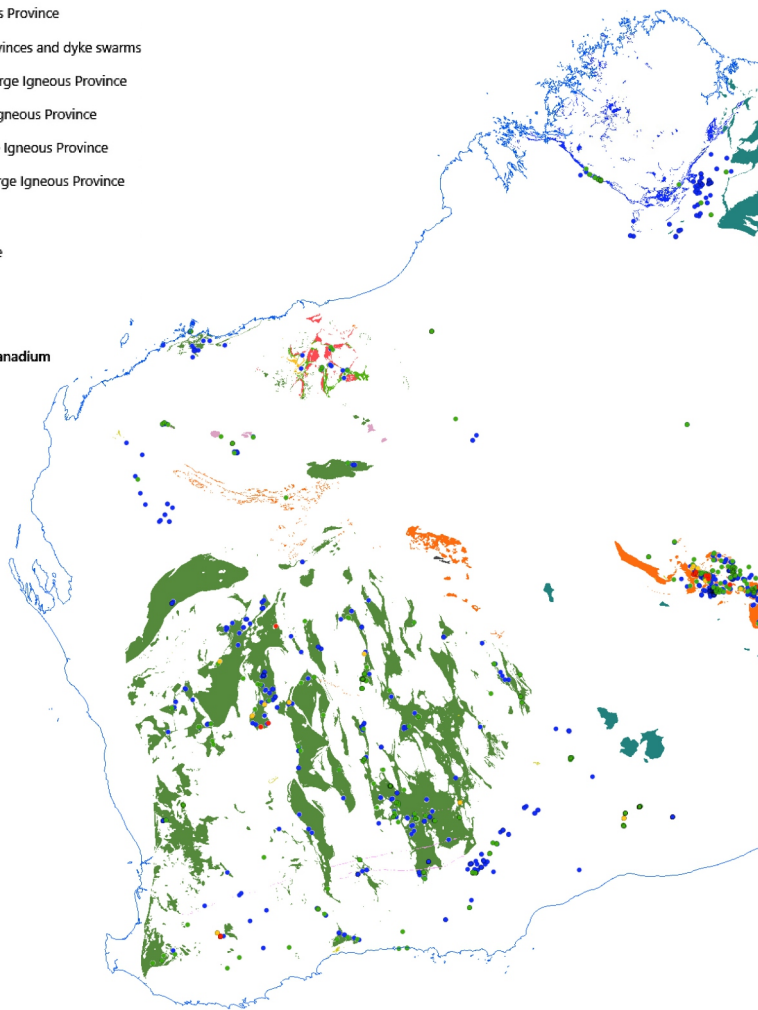 s Province
vinces and dyke swarms
rge Igneous Province
gneous Province
Igneous Province
rge Igneous Province
e
anadium